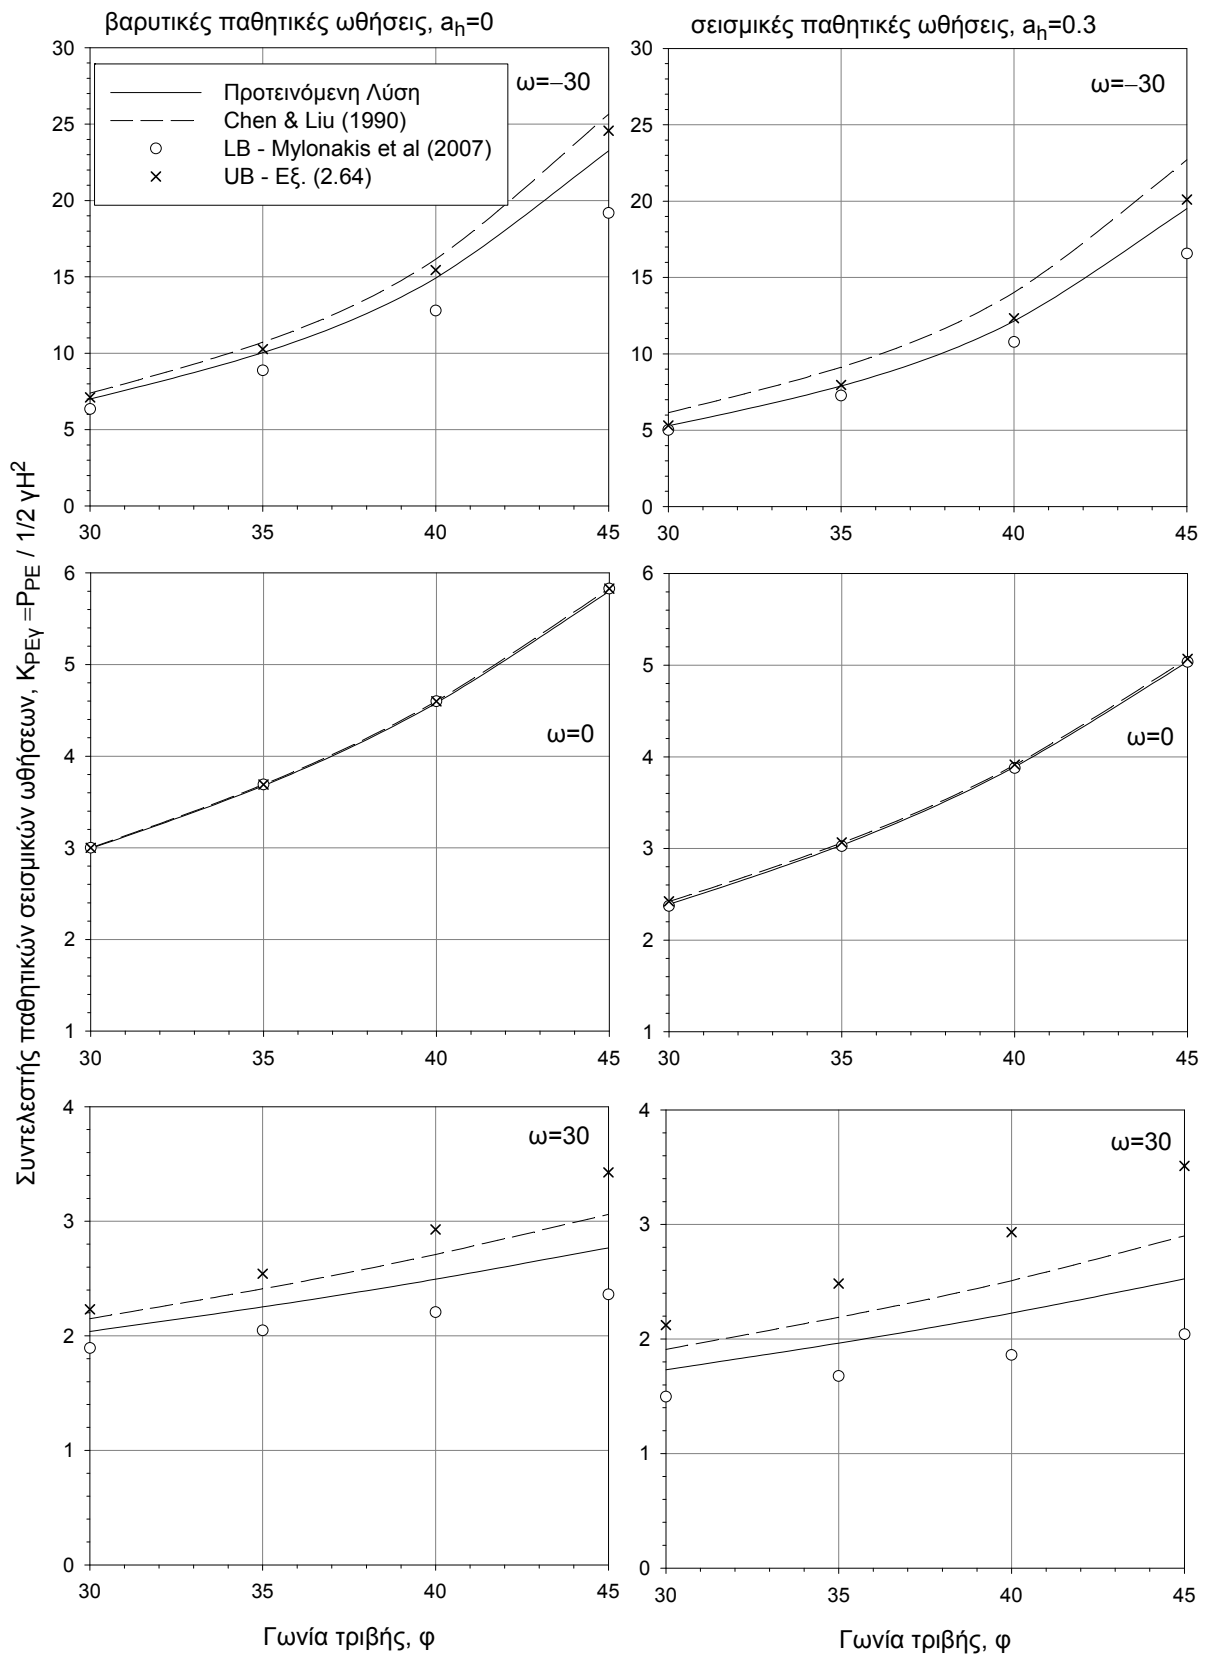 βαρυτικές παθητικές ωθήσεις, ah=0
σεισμικές παθητικές ωθήσεις, ah=0.3
Συντελεστής παθητικών σεισμικών ωθήσεων, KPEγ =PPE / 1/2 γH2
30
25
20
15
10
5
0
30 35 40 45
ω=–30
Προτεινόμενη Λύση
Chen & Liu (1990)
LB - Mylonakis et al (2007)
UB - Εξ. (2.64)
30
25
20
15
10
5
0
30 35 40 45
ω=–30
6
5
4
3
2
1
30 35 40 45
ω=0
6
5
4
3
2
1
30 35 40 45
ω=0
4
3
2
1
0
30 35 40 45
ω=30
Γωνία τριβής, φ
4
3
2
1
0
30 35 40 45
ω=30
Γωνία τριβής, φ